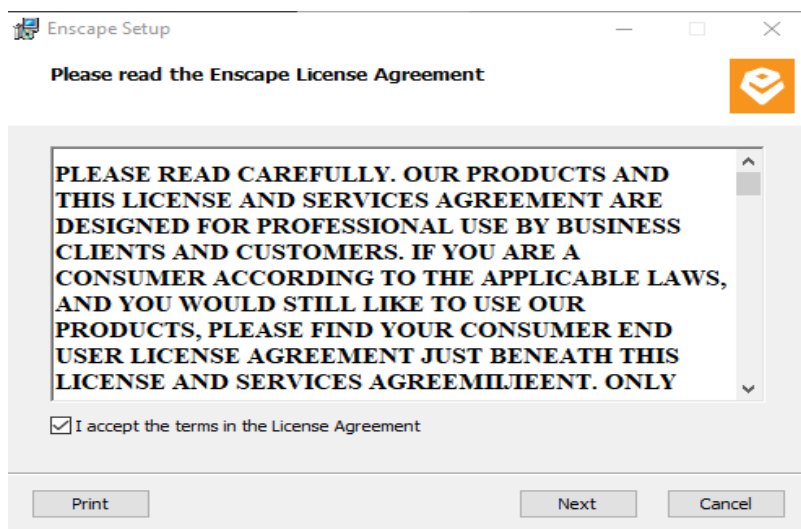 Enscape Setup
Please read the Enscape License Agreement
PLEASE READ CAREFULLY. OUR PRODUCTS AND
THIS LICENSE AND SERVICES AGREEMENT ARE
DESIGNED FOR PROFESSIONAL USE BY BUSINESS
CLIENTS AND CUSTOMERS. IF YOU ARE A
CONSUMER ACCORDING TO THE APPLICABLE LAWS,
AND YOU WOULD STILL LIKE TO USE OUR
PRODUCTS, PLEASE FIND YOUR CONSUMER END
USER LICENSE AGREEMENT JUST BENEATH THIS
LICENSE AND SERVICES AGREEMIШІЕENT. ONLY
I accept the terms in the License Agreement
Print Next Cancel